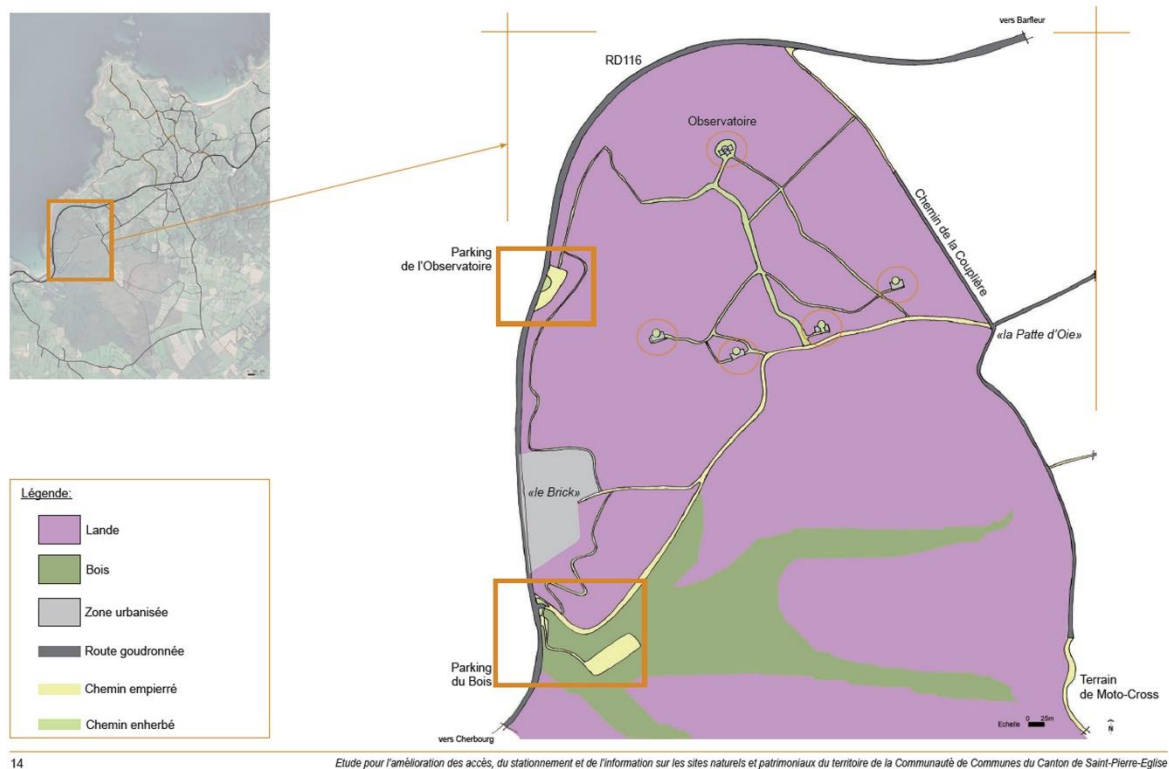 vers Barfleur
RD116
Observatoire
Chemin de la Couplière
Parking
de l'Observatoire
«la Patte d'Oie»
«le Brick»
Légende:
Lande
Bois
Zone urbanisée
Route goudronnée
Chemin empierré
Chemin enherbé
Parking
du Bois
Terrain
de Moto-Cross
Echelle 0 25m
N
vers Cherbourg
14
Etude pour l'amélioration des accès, du stationnement et de l'information sur les sites naturels et patrimoniaux du territoire de la Communauté de Communes du Canton de Saint-Pierre-Eglise